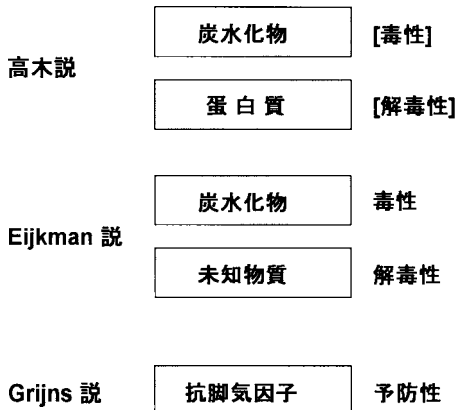 炭水化物 [毒性]
高木説
蛋白質 [解毒性]
炭水化物 毒性
Eijkman 説
未知物質 解毒性
Grijns 説 抗脚気因子 予防性